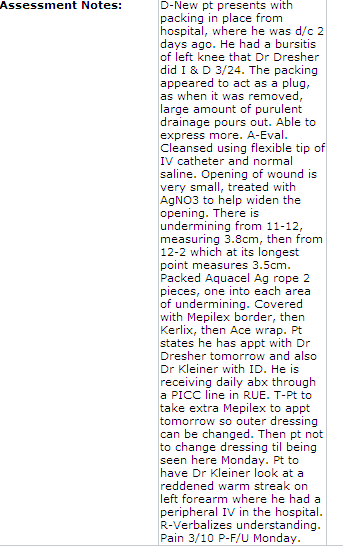 Assessment Notes: D-New pt presents with
packing in place from
hospital, where he was d/c 2
days ago. He had a bursitis
of left knee that Dr Dresher
did I & D 3/24. The packing
appeared to act as a plug,
as when it was removed,
large amount of purulent
drainage pours out. Able to
express more. A-Eval.
Cleansed using flexible tip of
IV catheter and normal
saline. Opening of wound is
very small, treated with
AgNO3 to help widen the
opening. There is
undermining from 11-12,
measuring 3.8cm, then from
12-2 which at its longest
point measures 3.5cm.
Packed Aquacel Ag rope 2
pieces, one into each area
of undermining. Covered
with Mepilex border, then
Kerlix, then Ace wrap. Pt
states he has appt with Dr
Dresher tomorrow and also
Dr Kleiner with ID. He is
receiving daily abx through
a PICC line in RUE. T-Pt to
take extra Mepilex to appt
tomorrow so outer dressing
can be changed. Then pt not
to change dressing til being
seen here Monday. Pt to
have Dr Kleiner look at a
reddened warm streak on
left forearm where he had a
peripheral IV in the hospital.
R-Verbalizes understanding.
Pain 3/10 P-F/U Monday.